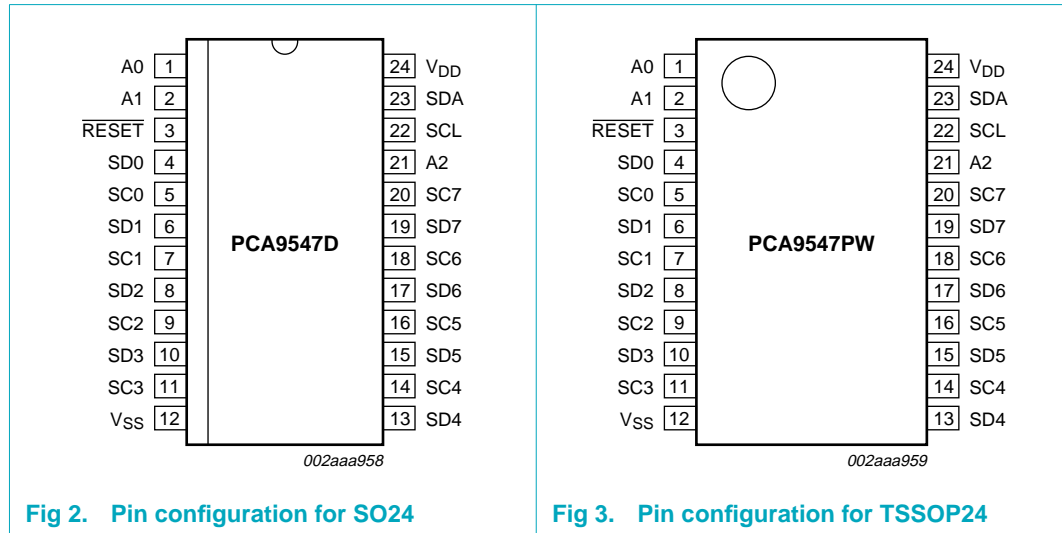 A0 1 24 VDD
A1 2 23 SDA
RESET 3 22 SCL
SD0 4 21 A2
SC0 5 20 SC7
SD1 6 19 SD7
PCA9547D
SC1 7 18 SC6
SD2 8 17 SD6
SC2 9 16 SC5
SD3 10 15 SD5
SC3 11 14 SC4
VSS 12 13 SD4
002aaa958
Fig 2. Pin configuration for SO24
A0 1 24 VDD
A1 2 23 SDA
RESET 3 22 SCL
SD0 4 21 A2
SC0 5 20 SC7
SD1 6 19 SD7
PCA9547PW
SC1 7 18 SC6
SD2 8 17 SD6
SC2 9 16 SC5
SD3 10 15 SD5
SC3 11 14 SC4
VSS 12 13 SD4
002aaa959
Fig 3. Pin configuration for TSSOP24